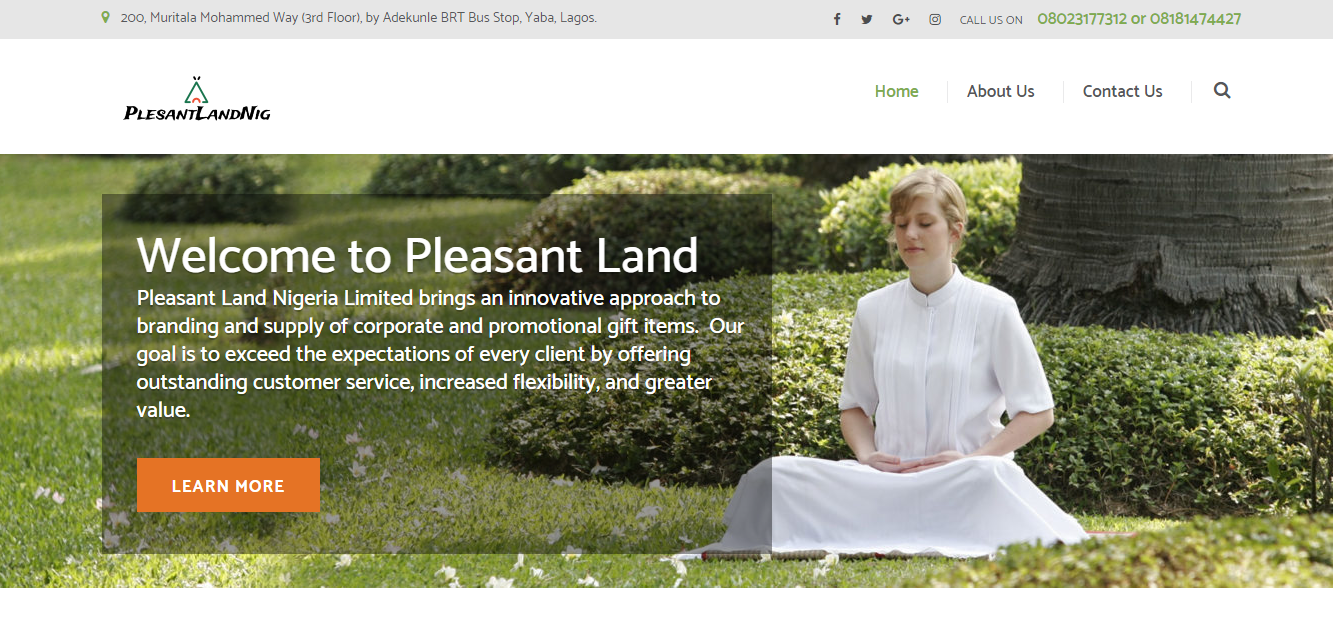 200, Muritala Mohammed Way (3rd Floor), by Adekunle BRT Bus Stop, Yaba, Lagos.
CALL US ON 08023177312 or 08181474427
PLESANTLANDNIG
Home
About Us
Contact Us
Welcome to Pleasant Land
Pleasant Land Nigeria Limited brings an innovative approach to
branding and supply of corporate and promotional gift items. Our
goal is to exceed the expectations of every client by offering
outstanding customer service, increased flexibility, and greater
value.
LEARN MORE